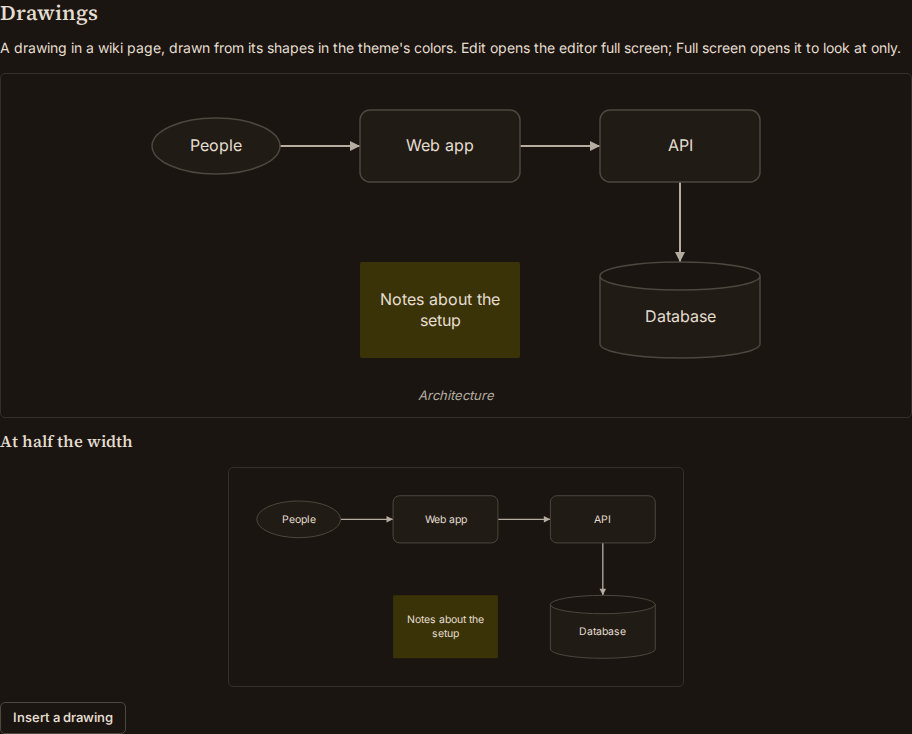 Drawings
A drawing in a wiki page, drawn from its shapes in the theme's colors. Edit opens the editor full screen; Full screen opens it to look at only.
People
Web app
API
Notes about the
setup
Database
Architecture
At half the width
People
Web app
API
Notes about the
setup
Database
Insert a drawing